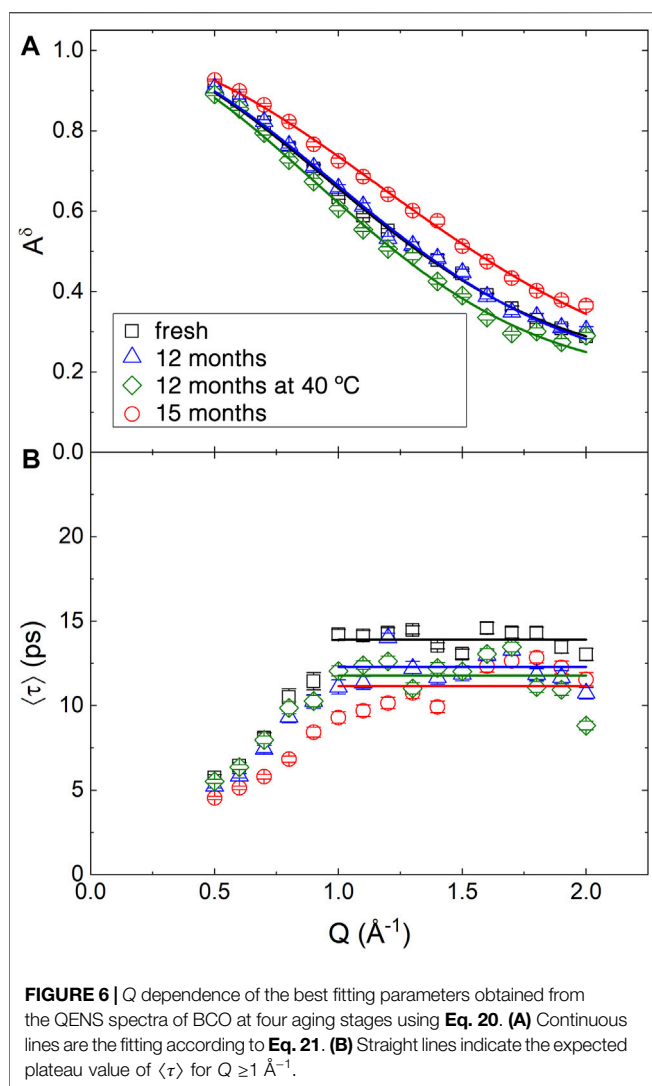 A
1.0
0.8
0.6
0.4
0.2
A^δ
fresh
12 months
12 months at 40 ºC
15 months
B
0.0
20
15
10
5
0
⟨τ⟩ (ps)
0.0 0.5 1.0 1.5 2.0
Q (Å⁻¹)
FIGURE 6 | Q dependence of the best fitting parameters obtained from
the QENS spectra of BCO at four aging stages using Eq. 20. (A) Continuous
lines are the fitting according to Eq. 21. (B) Straight lines indicate the expected
plateau value of ⟨τ⟩ for Q ≥1 Å⁻¹.